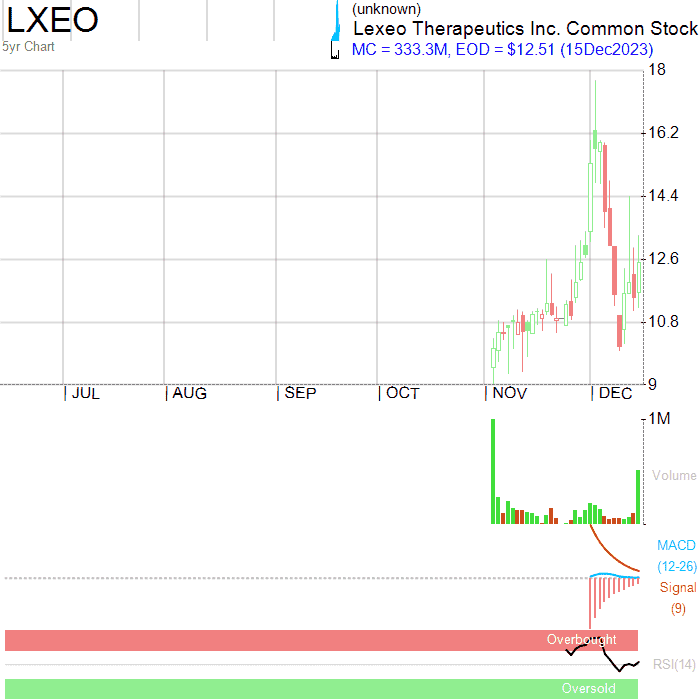 LXEO
5yr Chart
(unknown)
Lexeo Therapeutics Inc. Common Stock
MC = 333.3M, EOD = $12.51 (15Dec2023)
18
16.2
14.4
12.6
10.8
9
JUL
AUG
SEP
OCT
NOV
DEC
1M
Volume
MACD
(12-26)
Signal
(9)
Overbought
RSI(14)
Oversold